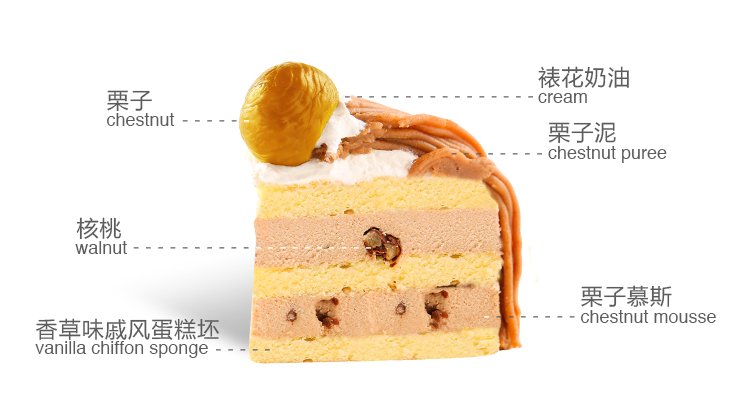 裱花奶油
cream
栗子
chestnut
栗子泥
chestnut puree
核桃
walnut
栗子慕斯
chestnut mousse
香草味戚风蛋糕坯
vanilla chiffon sponge